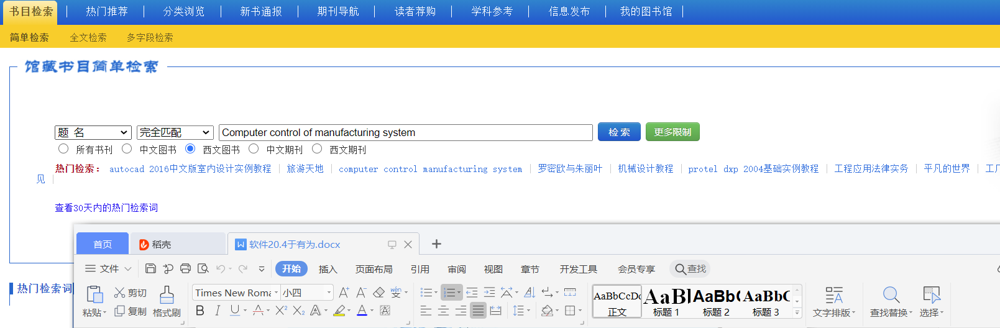 书目检索 热门推荐 分类浏览 新书通报 期刊导航 读者荐购 学科参考 信息发布 我的图书馆
简单检索 全文检索 多字段检索
馆藏书目简单检索
题 名 完全匹配 Computer control of manufacturing system 检 索 更多限制
所有书刊 中文图书 西文图书 中文期刊 西文期刊
热门检索： autocad 2016中文版室内设计实例教程 旅游天地 computer control manufacturing system 罗密欧与朱丽叶 机械设计教程 protel dxp 2004基础实例教程 工程应用法律实务 平凡的世界 工厂
见
查看30天内的热门检索词
首页 稻壳 软件20.4于有为.docx
文件 开始 插入 页面布局 引用 审阅 视图 章节 开发工具 会员专享 查找
热门检索词
剪切 Times New Roma 小四 AaBbCcDd AaBb AaBb( AaBb(
粘贴 复制 格式刷 B I U 正文 标题 1 标题 2 标题 3 文字排版 查找替换 选择